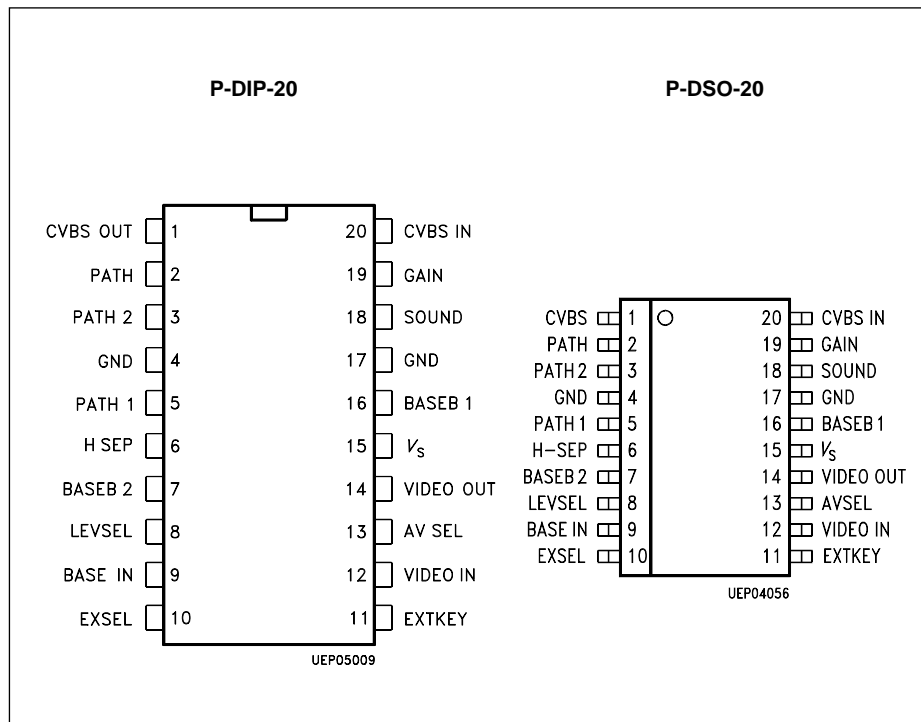 P-DIP-20
P-DSO-20
CVBS OUT 1 20 CVBS IN
PATH 2 19 GAIN
PATH 2 3 18 SOUND
GND 4 17 GND
PATH 1 5 16 BASEB 1
H SEP 6 15 VS
BASEB 2 7 14 VIDEO OUT
LEVSEL 8 13 AV SEL
BASE IN 9 12 VIDEO IN
EXSEL 10 11 EXTKEY
UEP05009
CVBS 1 20 CVBS IN
PATH 2 19 GAIN
PATH 2 3 18 SOUND
GND 4 17 GND
PATH 1 5 16 BASEB 1
H-SEP 6 15 VS
BASEB 2 7 14 VIDEO OUT
LEVSEL 8 13 AVSEL
BASE IN 9 12 VIDEO IN
EXSEL 10 11 EXTKEY
UEP04056